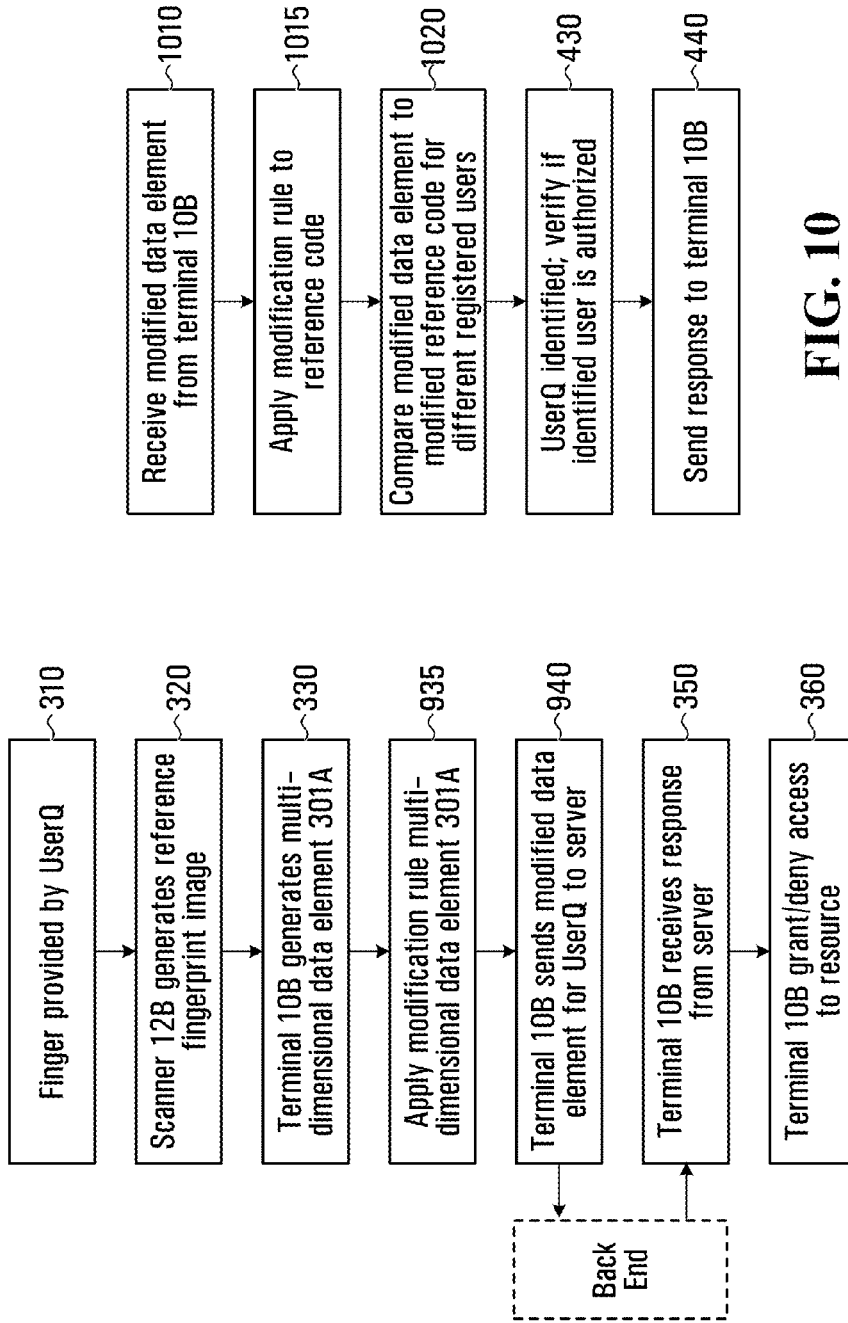 Finger provided by UserQ
310
Scanner 12B generates reference
fingerprint image
320
Terminal 10B generates multi-
dimensional data element 301A
330
Apply modification rule multi-
dimensional data element 301A
935
Terminal 10B sends modified data
element for UserQ to server
940
Back
End
Terminal 10B receives response
from server
350
Terminal 10B grant/deny access
to resource
360
Receive modified data element
from terminal 10B
1010
Apply modification rule to
reference code
1015
Compare modified data element to
modified reference code for
different registered users
1020
UserQ identified; verify if
identified user is authorized
430
Send response to terminal 10B
440
FIG. 10